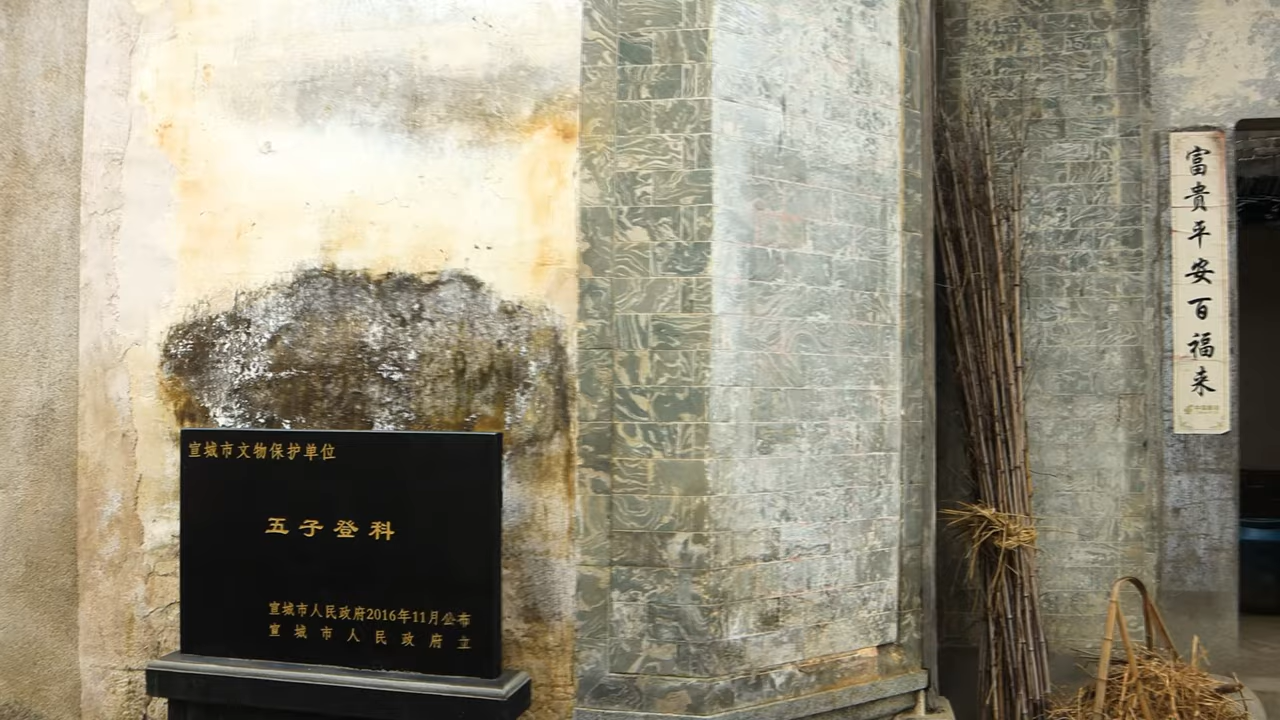 宣城市文物保护单位
五子登科
宣城市人民政府2016年11月公布
宣城市人民政府立
富贵平安百福来